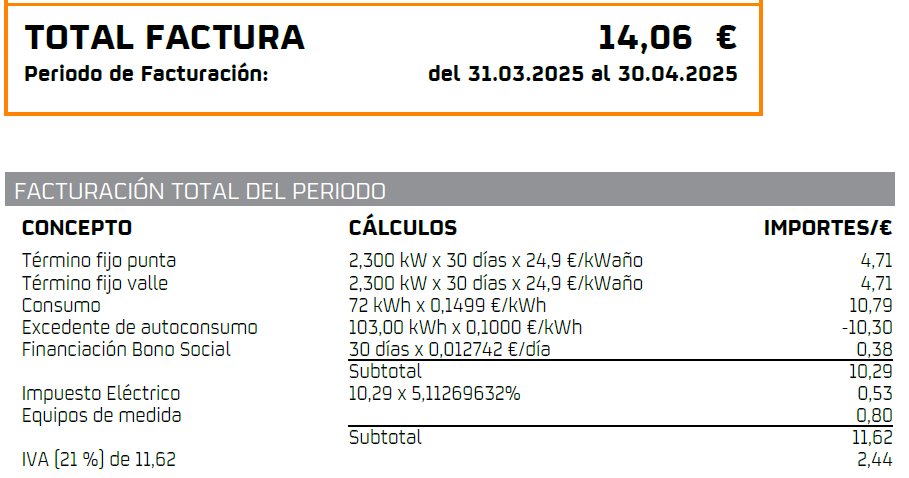 TOTAL FACTURA 14,06 €
Periodo de Facturación: del 31.03.2025 al 30.04.2025
FACTURACIÓN TOTAL DEL PERIODO
CONCEPTO CÁLCULOS IMPORTES/€
Término fijo punta 2,300 kW x 30 días x 24,9 €/kWaño 4,71
Término fijo valle 2,300 kW x 30 días x 24,9 €/kWaño 4,71
Consumo 72 kWh x 0,1499 €/kWh 10,79
Excedente de autoconsumo 103,00 kWh x 0,1000 €/kWh -10,30
Financiación Bono Social 30 días x 0,012742 €/día 0,38
Subtotal 10,29
Impuesto Eléctrico 10,29 x 5,11269632% 0,53
Equipos de medida 0,80
Subtotal 11,62
IVA (21 %) de 11,62 2,44